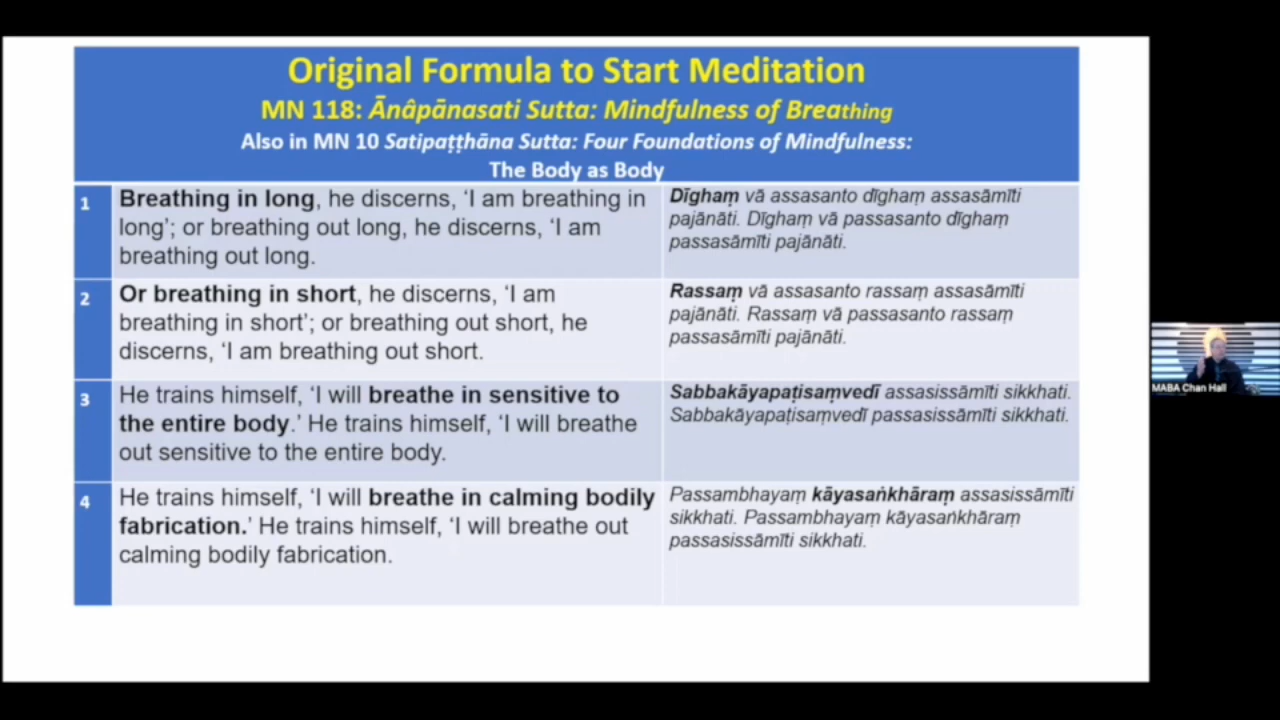 Original Formula to Start Meditation
MN 118: Ānâpānasati Sutta: Mindfulness of Breathing
Also in MN 10 Satipaṭṭhāna Sutta: Four Foundations of Mindfulness:
The Body as Body
1
Breathing in long, he discerns, ‘I am breathing in
long’; or breathing out long, he discerns, ‘I am
breathing out long.
Dīghaṃ vā assasanto dīghaṃ assasāmīti
pajānāti. Dīghaṃ vā passasanto dīghaṃ
passasāmīti pajānāti.
2
Or breathing in short, he discerns, ‘I am
breathing in short’; or breathing out short, he
discerns, ‘I am breathing out short.
Rassaṃ vā assasanto rassaṃ assasāmīti
pajānāti. Rassaṃ vā passasanto rassaṃ
passasāmīti pajānāti.
3
He trains himself, ‘I will breathe in sensitive to
the entire body.’ He trains himself, ‘I will breathe
out sensitive to the entire body.
Sabbakāyapaṭisaṃvedī assasissāmīti sikkhati.
Sabbakāyapaṭisaṃvedī passasissāmīti sikkhati.
4
He trains himself, ‘I will breathe in calming bodily
fabrication.’ He trains himself, ‘I will breathe out
calming bodily fabrication.
Passambhayaṃ kāyasaṅkhāraṃ assasissāmīti
sikkhati. Passambhayaṃ kāyasaṅkhāraṃ
passasissāmīti sikkhati.
MABA Chan Hall